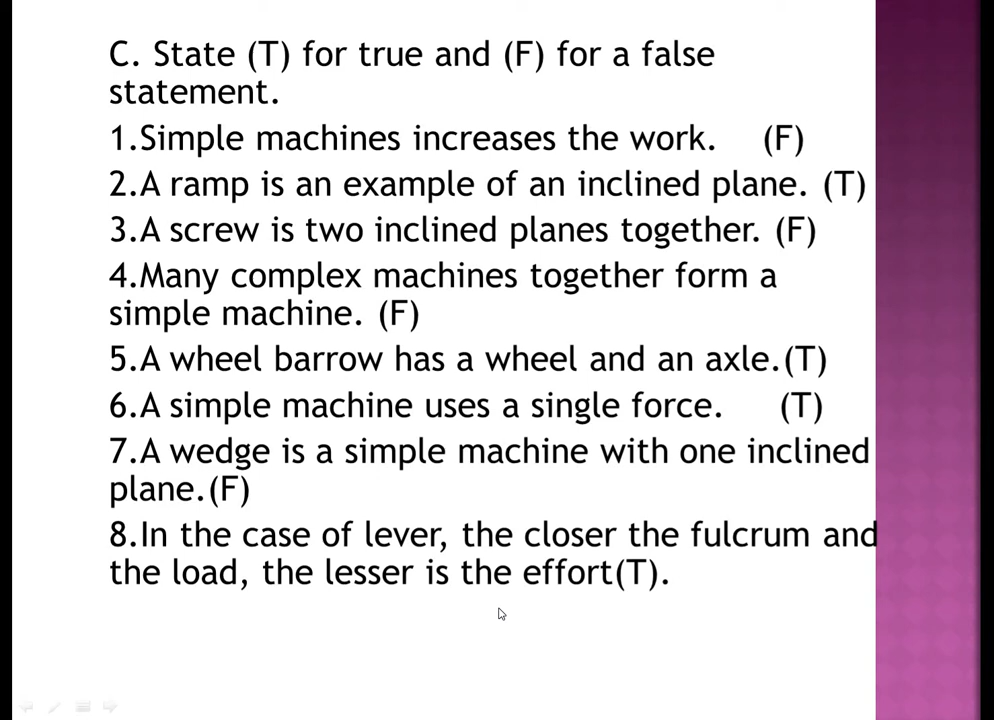 C. State (T) for true and (F) for a false
statement.
1.Simple machines increases the work. (F)
2.A ramp is an example of an inclined plane. (T)
3.A screw is two inclined planes together. (F)
4.Many complex machines together form a
simple machine. (F)
5.A wheel barrow has a wheel and an axle.(T)
6.A simple machine uses a single force. (T)
7.A wedge is a simple machine with one inclined
plane.(F)
8.In the case of lever, the closer the fulcrum and
the load, the lesser is the effort(T).